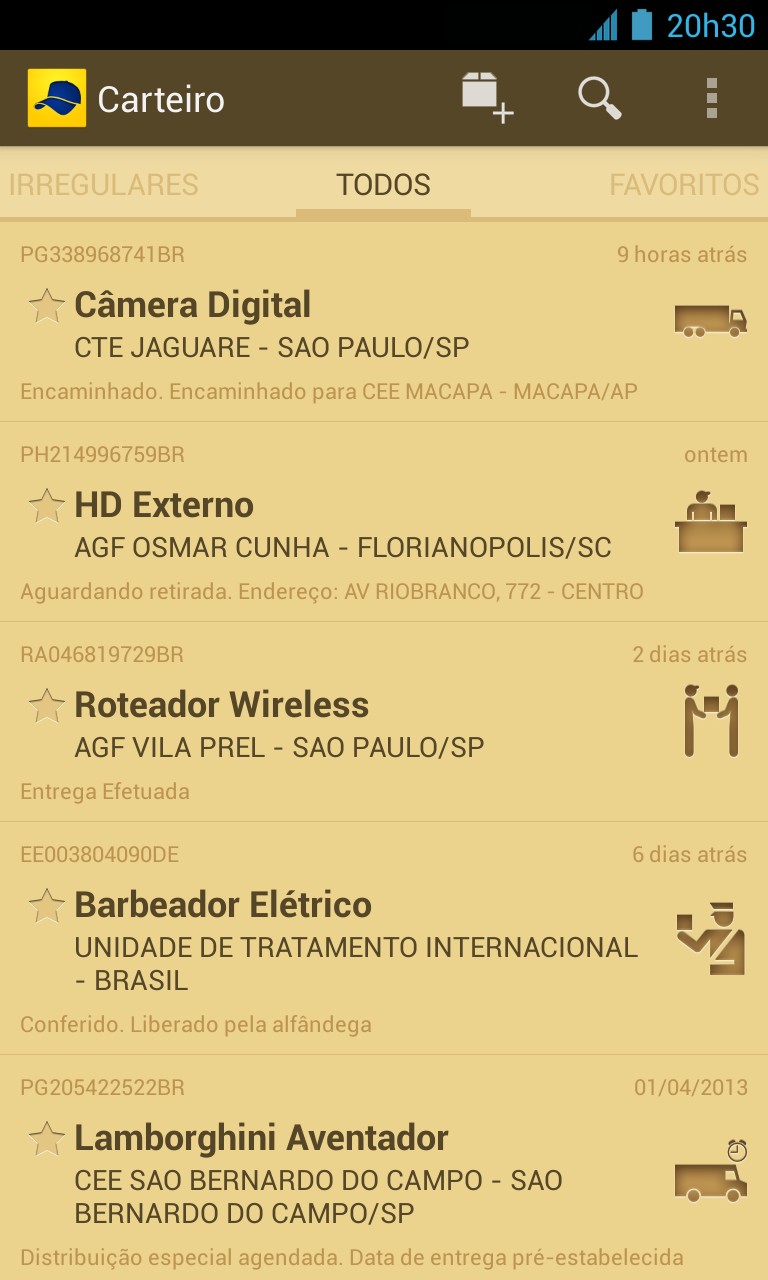 20h30
Carteiro
IRREGULARES
TODOS
FAVORITOS
PG338968741BR
9 horas atrás
Câmera Digital
CTE JAGUARE - SAO PAULO/SP
Encaminhado. Encaminhado para CEE MACAPA - MACAPA/AP
PH214996759BR
ontem
HD Externo
AGF OSMAR CUNHA - FLORIANOPOLIS/SC
Aguardando retirada. Endereço: AV RIOBRANCO, 772 - CENTRO
RA046819729BR
2 dias atrás
Roteador Wireless
AGF VILA PREL - SAO PAULO/SP
Entrega Efetuada
EE003804090DE
6 dias atrás
Barbeador Elétrico
UNIDADE DE TRATAMENTO INTERNACIONAL
- BRASIL
Conferido. Liberado pela alfândega
PG205422522BR
01/04/2013
Lamborghini Aventador
CEE SAO BERNARDO DO CAMPO - SAO
BERNARDO DO CAMPO/SP
Distribuição especial agendada. Data de entrega pré-estabelecida